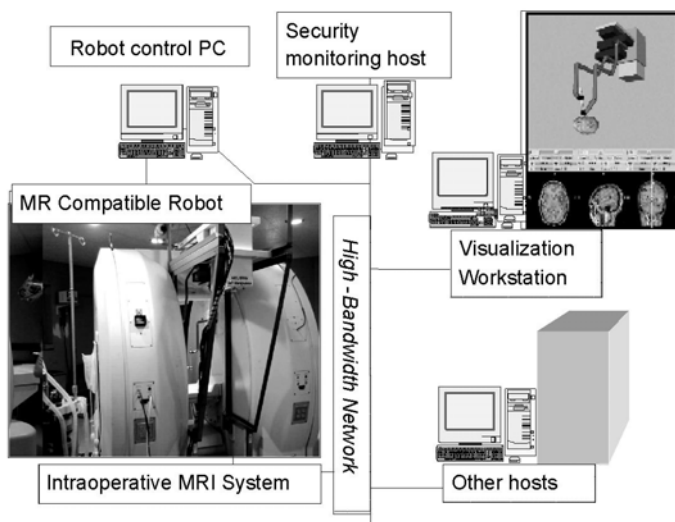 Robot control PC
Security
monitoring host
MR Compatible Robot
High-Bandwidth Network
Visualization
Workstation
Intraoperative MRI System
Other hosts